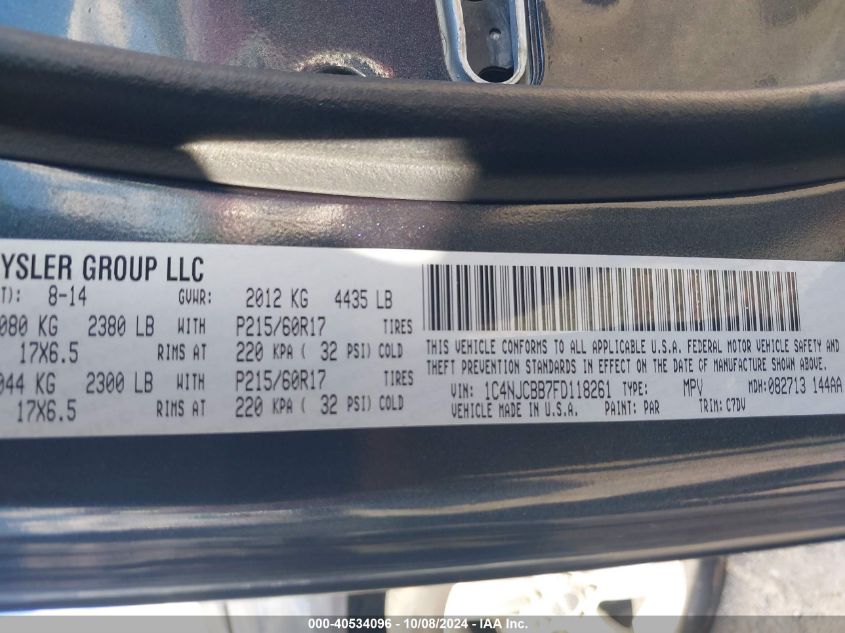 YSLER GROUP LLC
T): 8-14 GVWR: 2012 KG 4435 LB
080 KG 2380 LB WITH P215/60R17 TIRES
17X6.5 RIMS AT 220 KPA ( 32 PSI) COLD
044 KG 2300 LB WITH P215/60R17 TIRES
17X6.5 RIMS AT 220 KPA ( 32 PSI) COLD
THIS VEHICLE CONFORMS TO ALL APPLICABLE U.S.A. FEDERAL MOTOR VEHICLE SAFETY AND
THEFT PREVENTION STANDARDS IN EFFECT ON THE DATE OF MANUFACTURE SHOWN ABOVE.
VIN: 1C4NJCBB7FD118261 TYPE: MPV MDH: 082713 144AA
VEHICLE MADE IN U.S.A. PAINT: PAR TRIM: C7DV
000-40534096 - 10/08/2024 - IAA Inc.